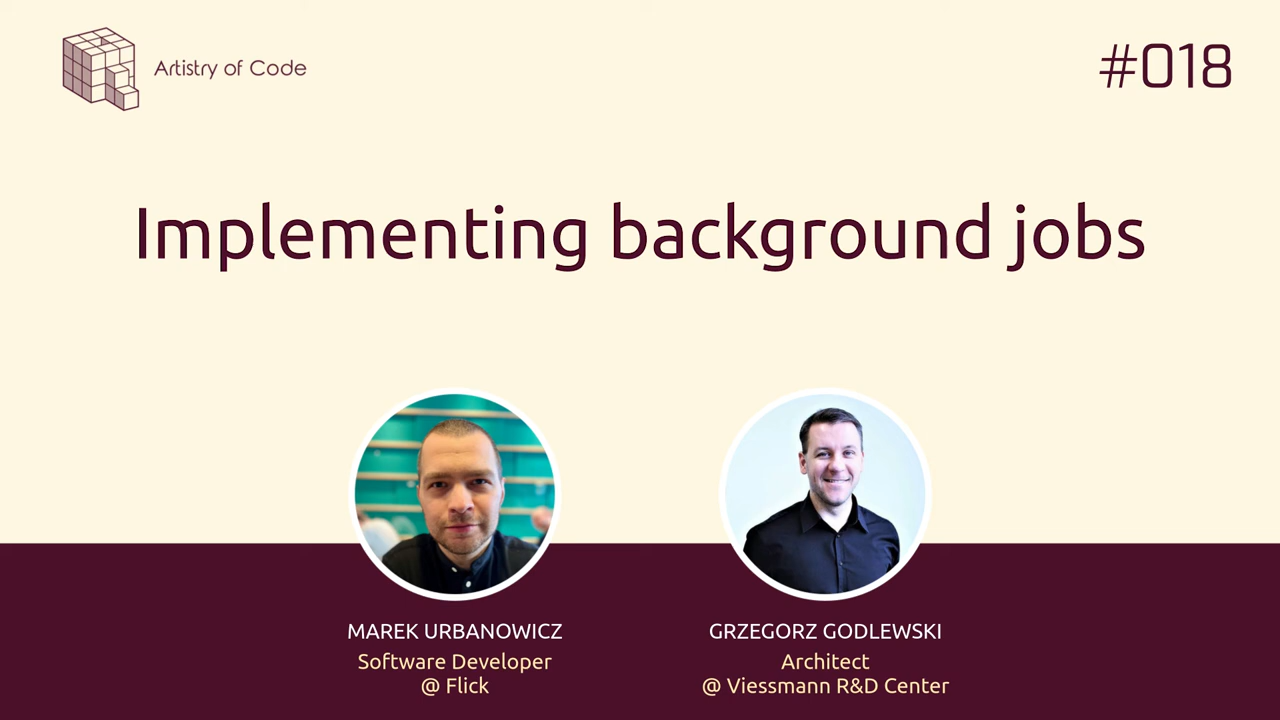 Artistry of Code
#018
Implementing background jobs
MAREK URBANOWICZ
Software Developer
@ Flick
GRZEGORZ GODLEWSKI
Architect
@ Viessmann R&D Center